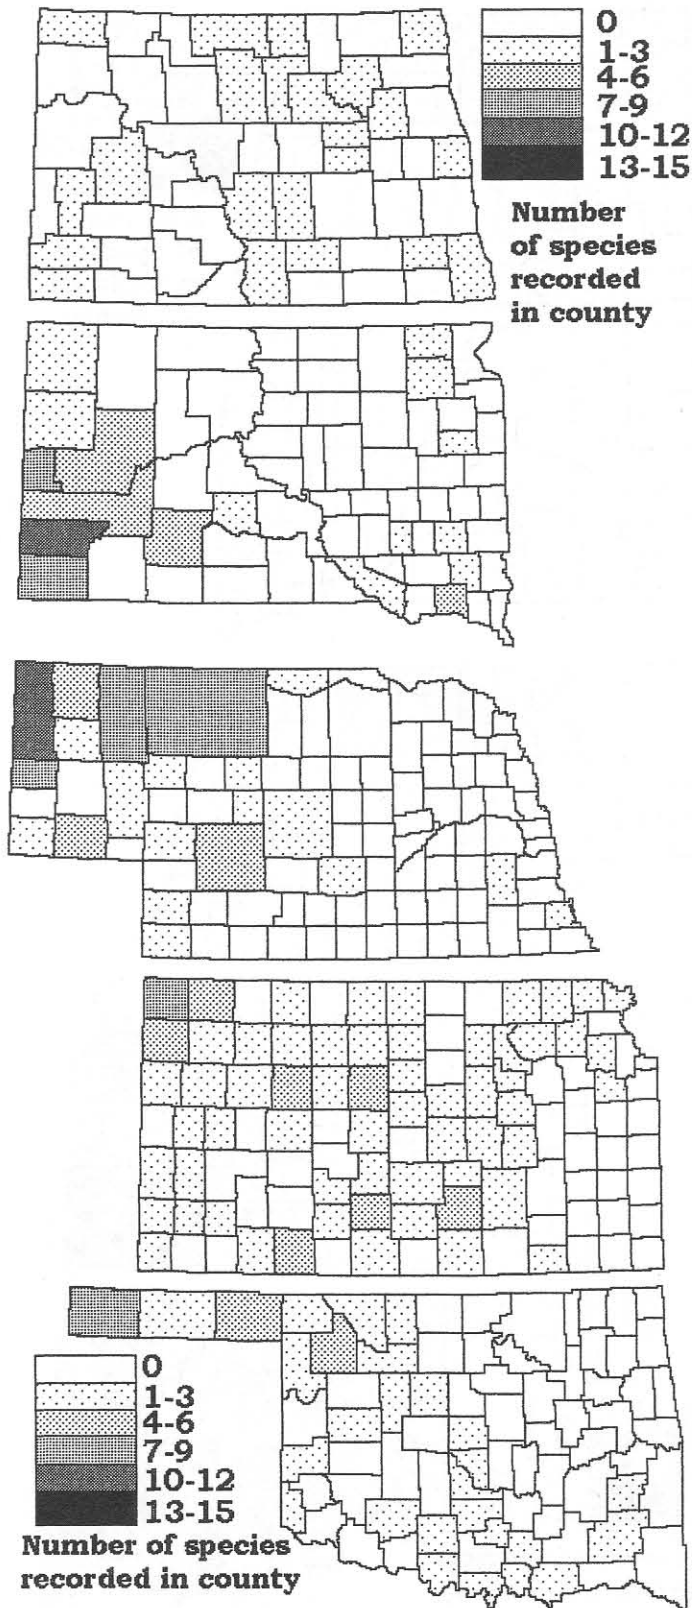 0
1-3
4-6
7-9
10-12
13-15
Number
of species
recorded
in county
0
1-3
4-6
7-9
10-12
13-15
Number of species
recorded in county